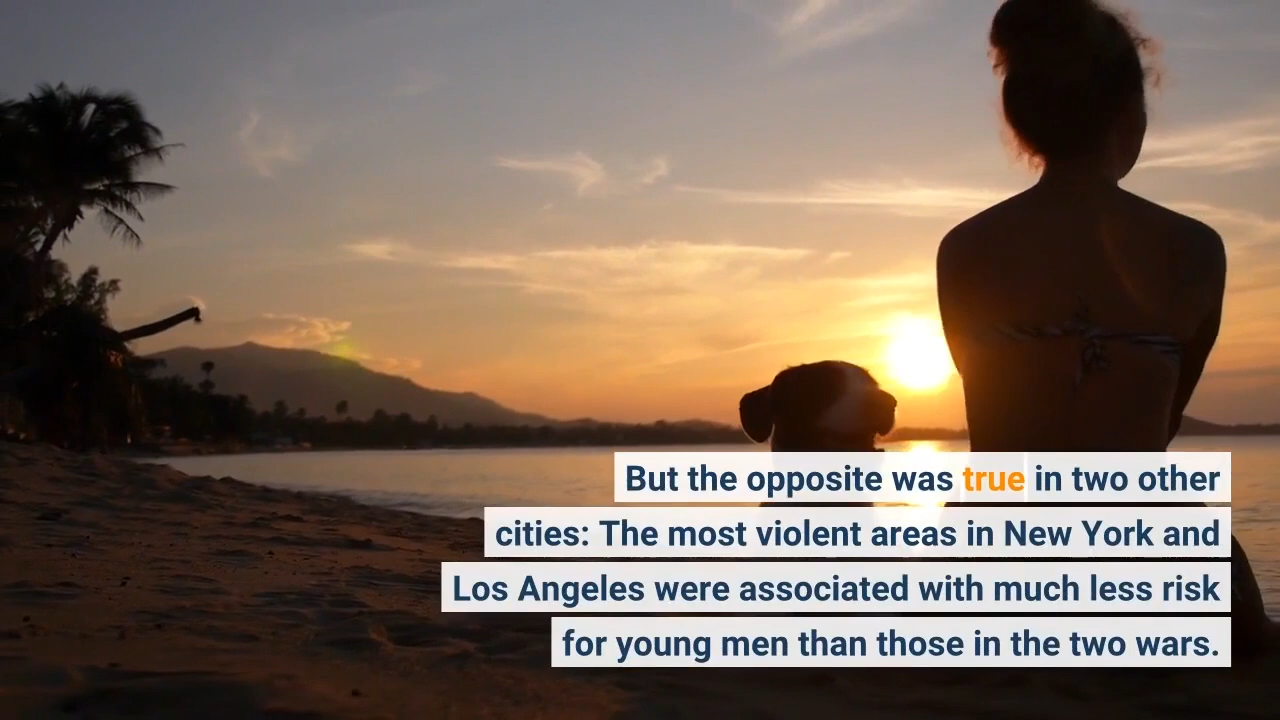 But the opposite was true in two other
cities: The most violent areas in New York and
Los Angeles were associated with much less risk
for young men than those in the two wars.